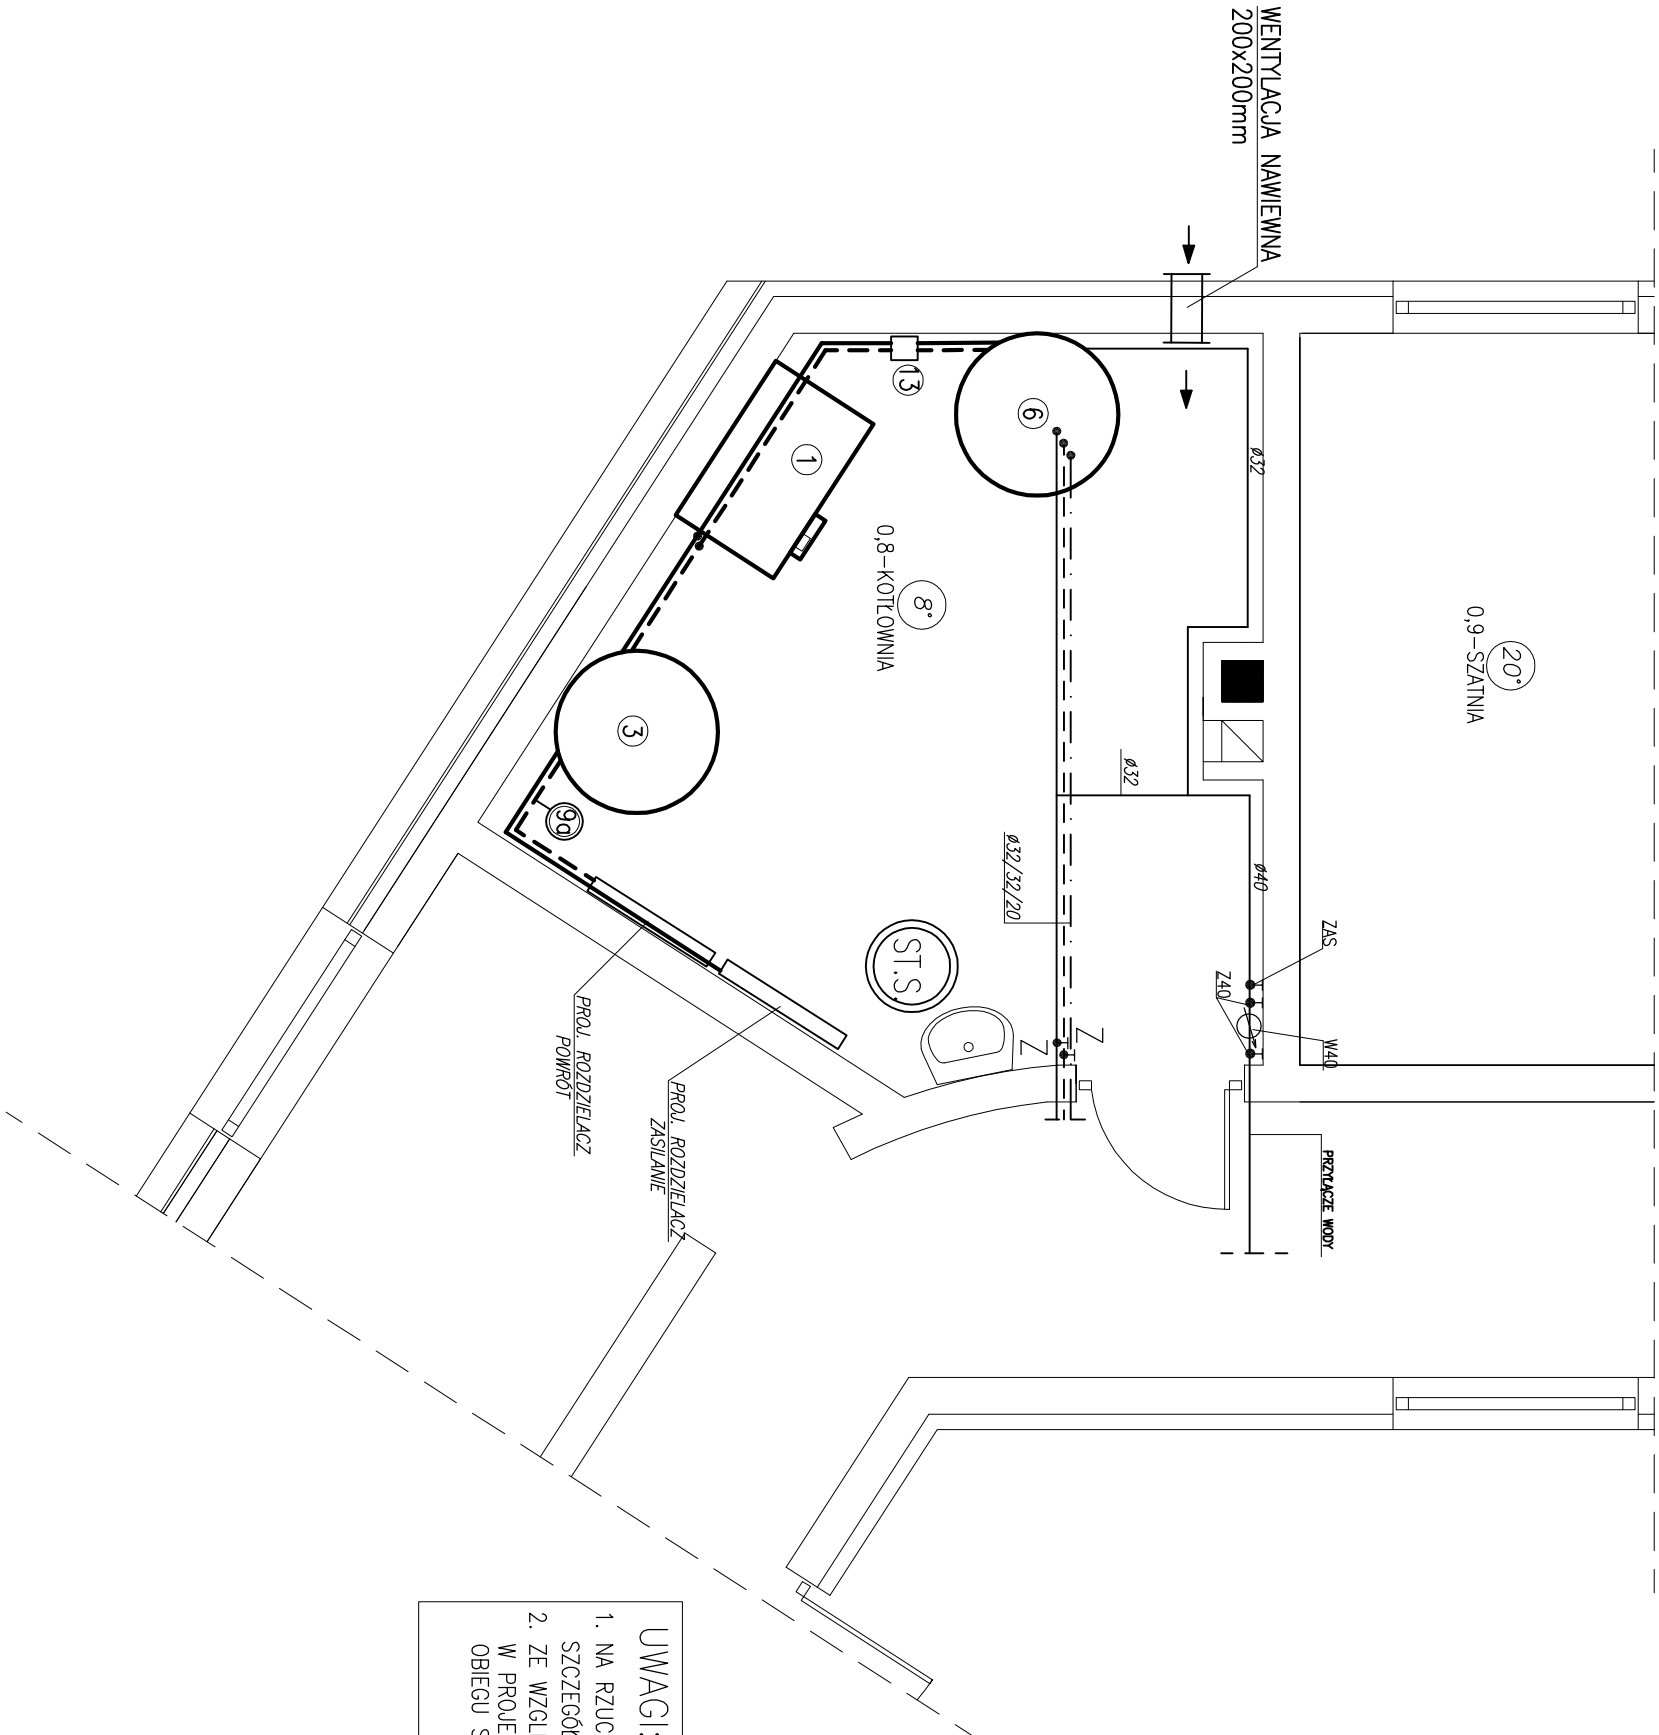 WENTYLACJA NAWIEWNA
200x200mm
ø32
20°
0,9-SZATNIA
13
6
1
8°
0,8-KOTŁOWNIA
3
9a
ø32
ø32/32/20
ø40
ZAS
Z40
W40
ST.S.
Z
Z
PRZYŁĄCZE WODY
PROJ. ROZDZIELACZ
POWRÓT
PROJ. ROZDZIELACZ
ZASILANIE
UWAGI:
1. NA RZUC
SZCZEGÓŁ
2. ZE WZGL
W PROJE
OBIEGU S